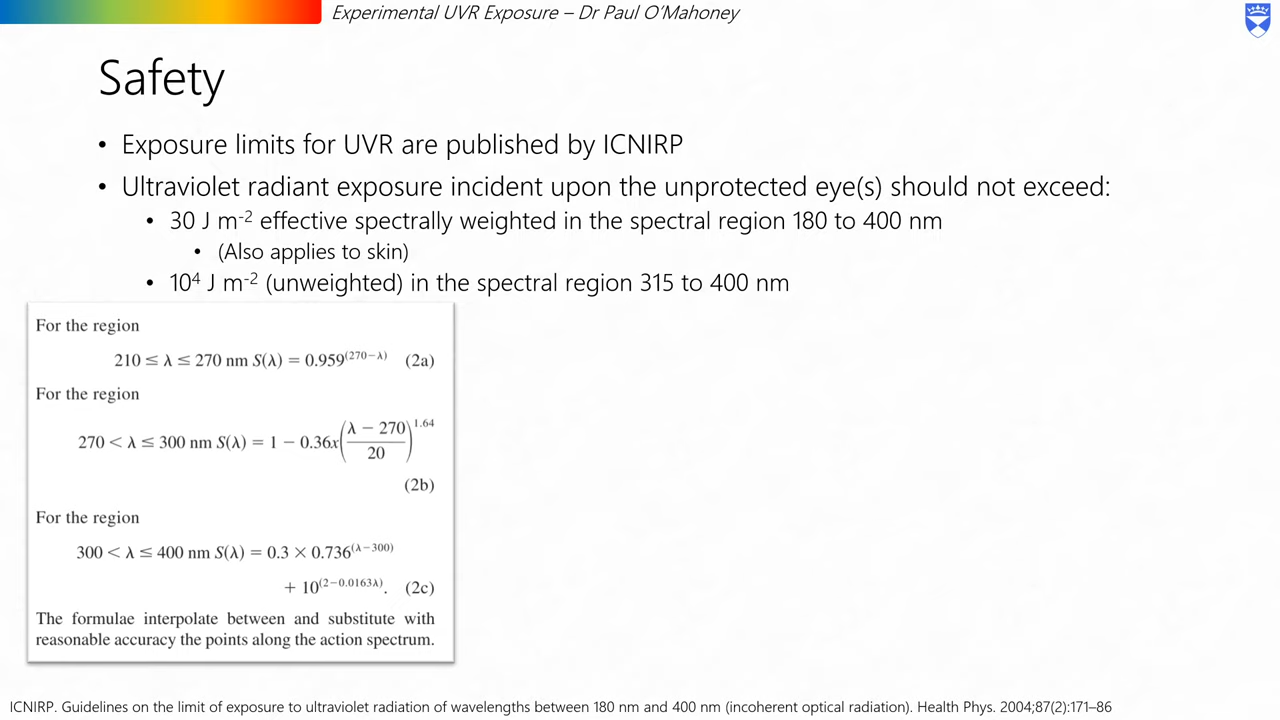 Experimental UVR Exposure – Dr Paul O’Mahoney
Safety
• Exposure limits for UVR are published by ICNIRP
• Ultraviolet radiant exposure incident upon the unprotected eye(s) should not exceed:
• 30 J m⁻² effective spectrally weighted in the spectral region 180 to 400 nm
• (Also applies to skin)
• 10⁴ J m⁻² (unweighted) in the spectral region 315 to 400 nm
For the region
210 ≤ λ ≤ 270 nm S(λ) = 0.959^(270−λ) (2a)
For the region
270 < λ ≤ 300 nm S(λ) = 1 − 0.36x((λ − 270)/20)^1.64
(2b)
For the region
300 < λ ≤ 400 nm S(λ) = 0.3 × 0.736^(λ−300)
+ 10^(2−0.0163λ). (2c)
The formulae interpolate between and substitute with
reasonable accuracy the points along the action spectrum.
ICNIRP. Guidelines on the limit of exposure to ultraviolet radiation of wavelengths between 180 nm and 400 nm (incoherent optical radiation). Health Phys. 2004;87(2):171–86